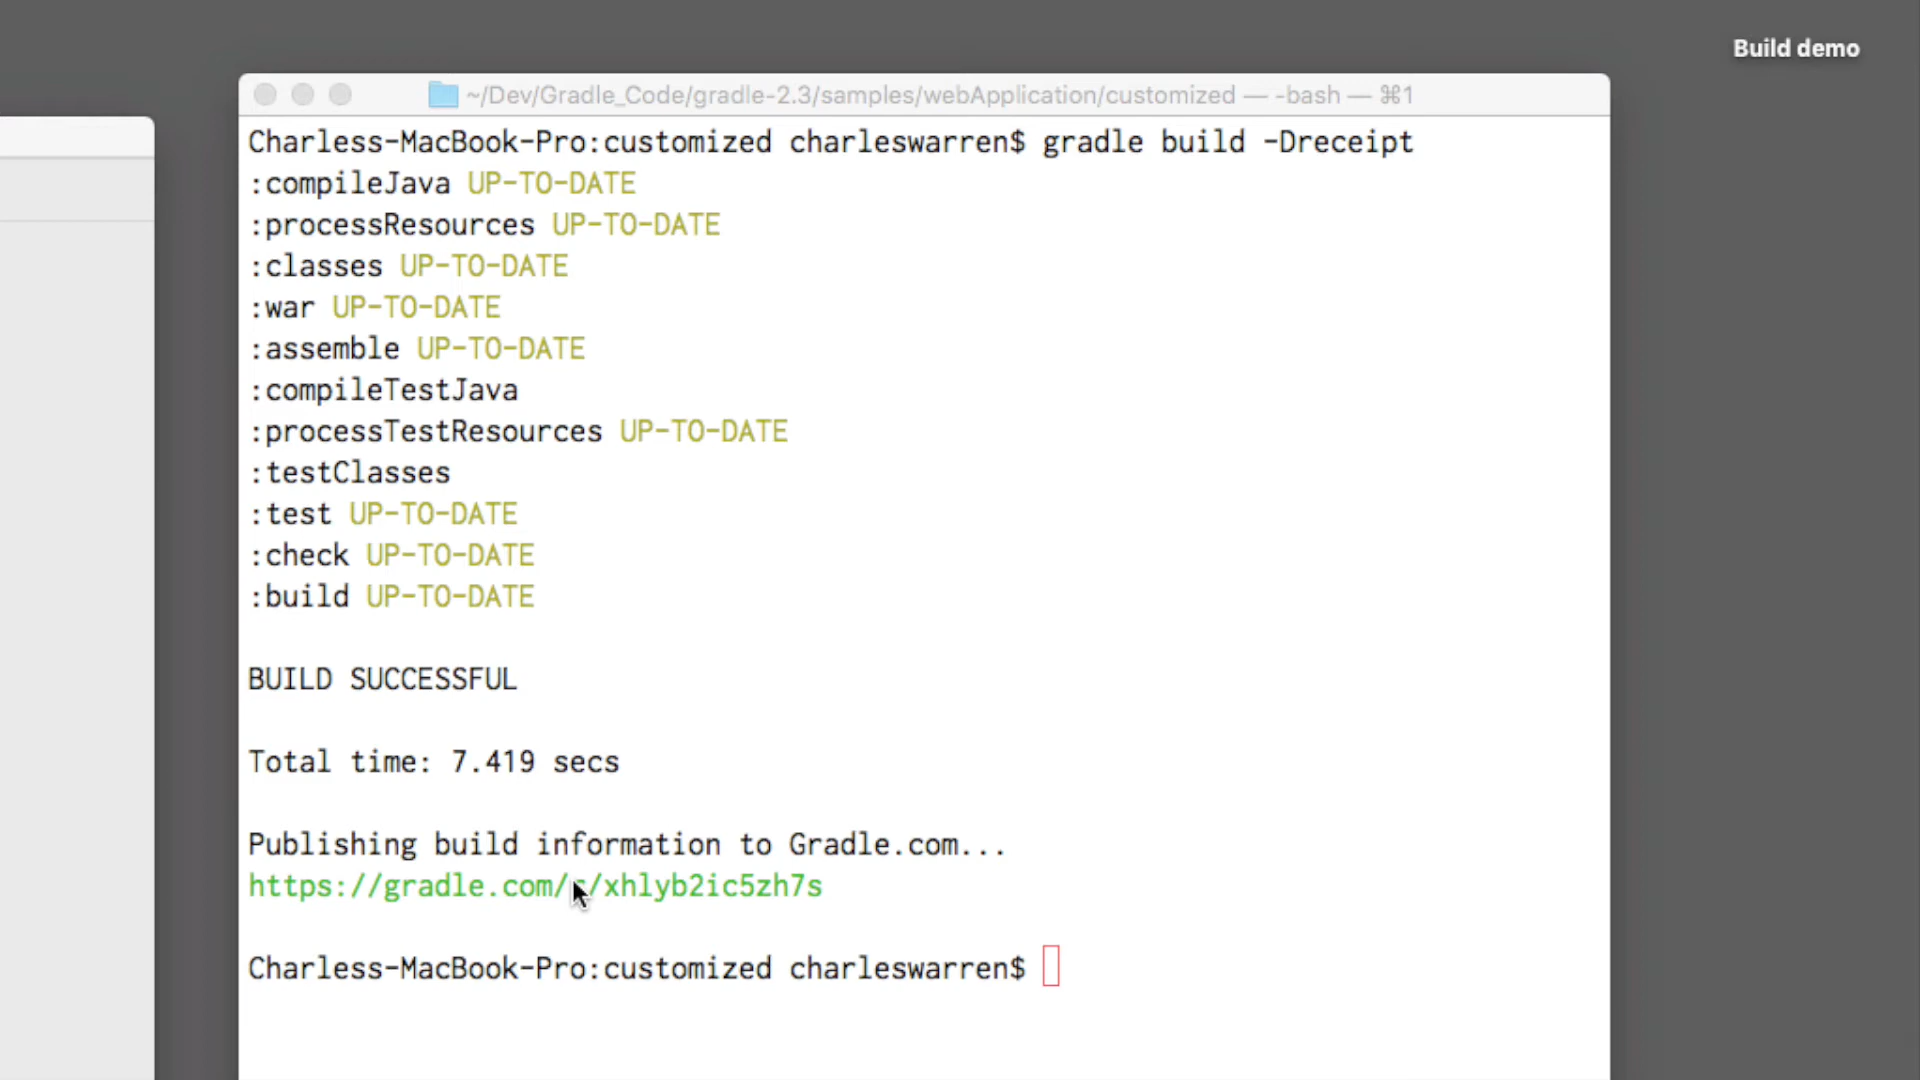 Build demo
~/Dev/Gradle_Code/gradle-2.3/samples/webApplication/customized — -bash — ⌘1
Charless-MacBook-Pro:customized charleswarren$ gradle build -Dreceipt
:compileJava UP-TO-DATE
:processResources UP-TO-DATE
:classes UP-TO-DATE
:war UP-TO-DATE
:assemble UP-TO-DATE
:compileTestJava
:processTestResources UP-TO-DATE
:testClasses
:test UP-TO-DATE
:check UP-TO-DATE
:build UP-TO-DATE
BUILD SUCCESSFUL
Total time: 7.419 secs
Publishing build information to Gradle.com...
https://gradle.com/r/xhlyb2ic5zh7s
Charless-MacBook-Pro:customized charleswarren$